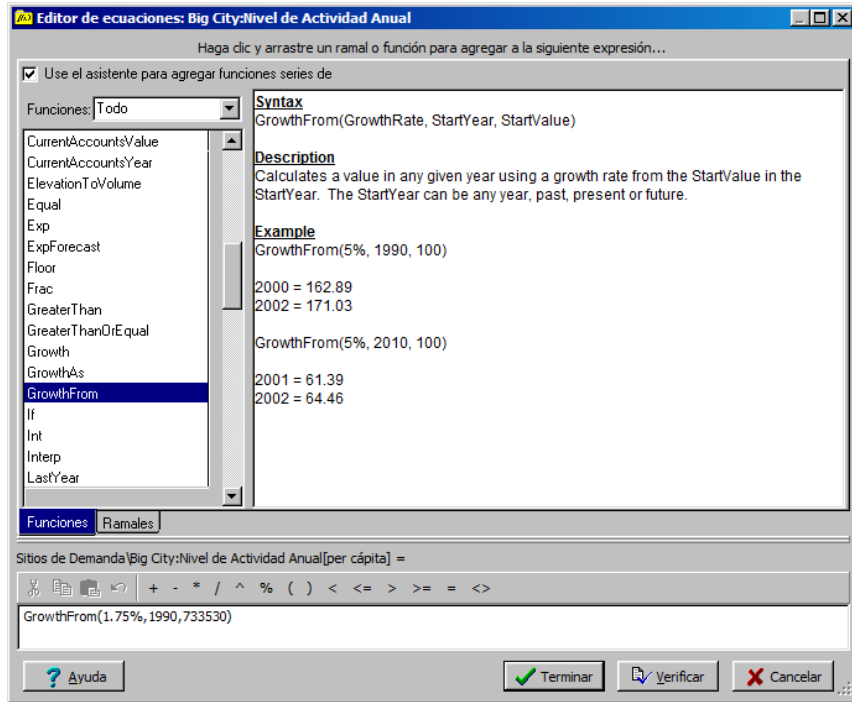 Editor de ecuaciones: Big City:Nivel de Actividad Anual
Haga clic y arrastre un ramal o función para agregar a la siguiente expresión...
Use el asistente para agregar funciones series de
Funciones: Todo
CurrentAccountsValue
CurrentAccountsYear
ElevationToVolume
Equal
Exp
ExpForecast
Floor
Frac
GreaterThan
GreaterThanOrEqual
Growth
GrowthAs
GrowthFrom
If
Int
Interp
LastYear
Syntax
GrowthFrom(GrowthRate, StartYear, StartValue)
Description
Calculates a value in any given year using a growth rate from the StartValue in the
StartYear. The StartYear can be any year, past, present or future.
Example
GrowthFrom(5%, 1990, 100)
2000 = 162.89
2002 = 171.03
GrowthFrom(5%, 2010, 100)
2001 = 61.39
2002 = 64.46
Funciones Ramales
Sitios de Demanda\Big City:Nivel de Actividad Anual[per cápita] =
+ - * / ^ % ( ) < <= > >= = <>
GrowthFrom(1.75%,1990,733530)
Ayuda Terminar Verificar Cancelar